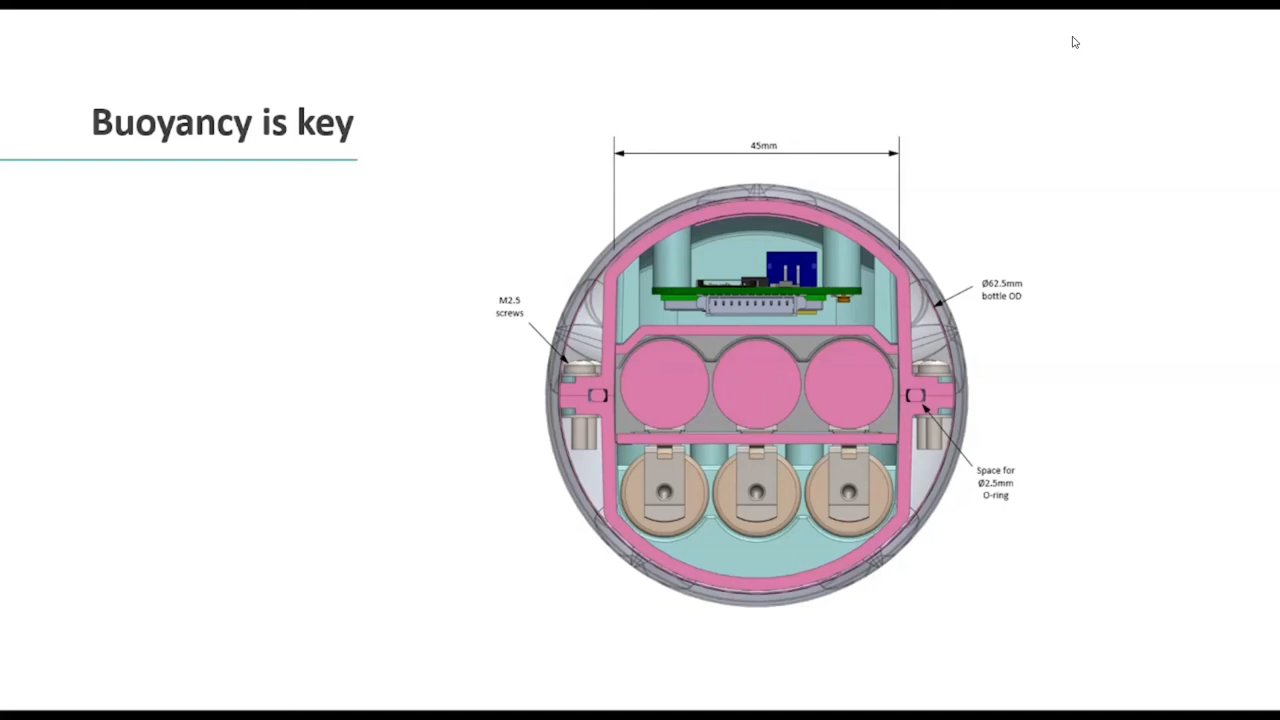 Buoyancy is key
45mm
Ø62.5mm
bottle OD
M2.5
screws
Space for
Ø2.5mm
O-ring